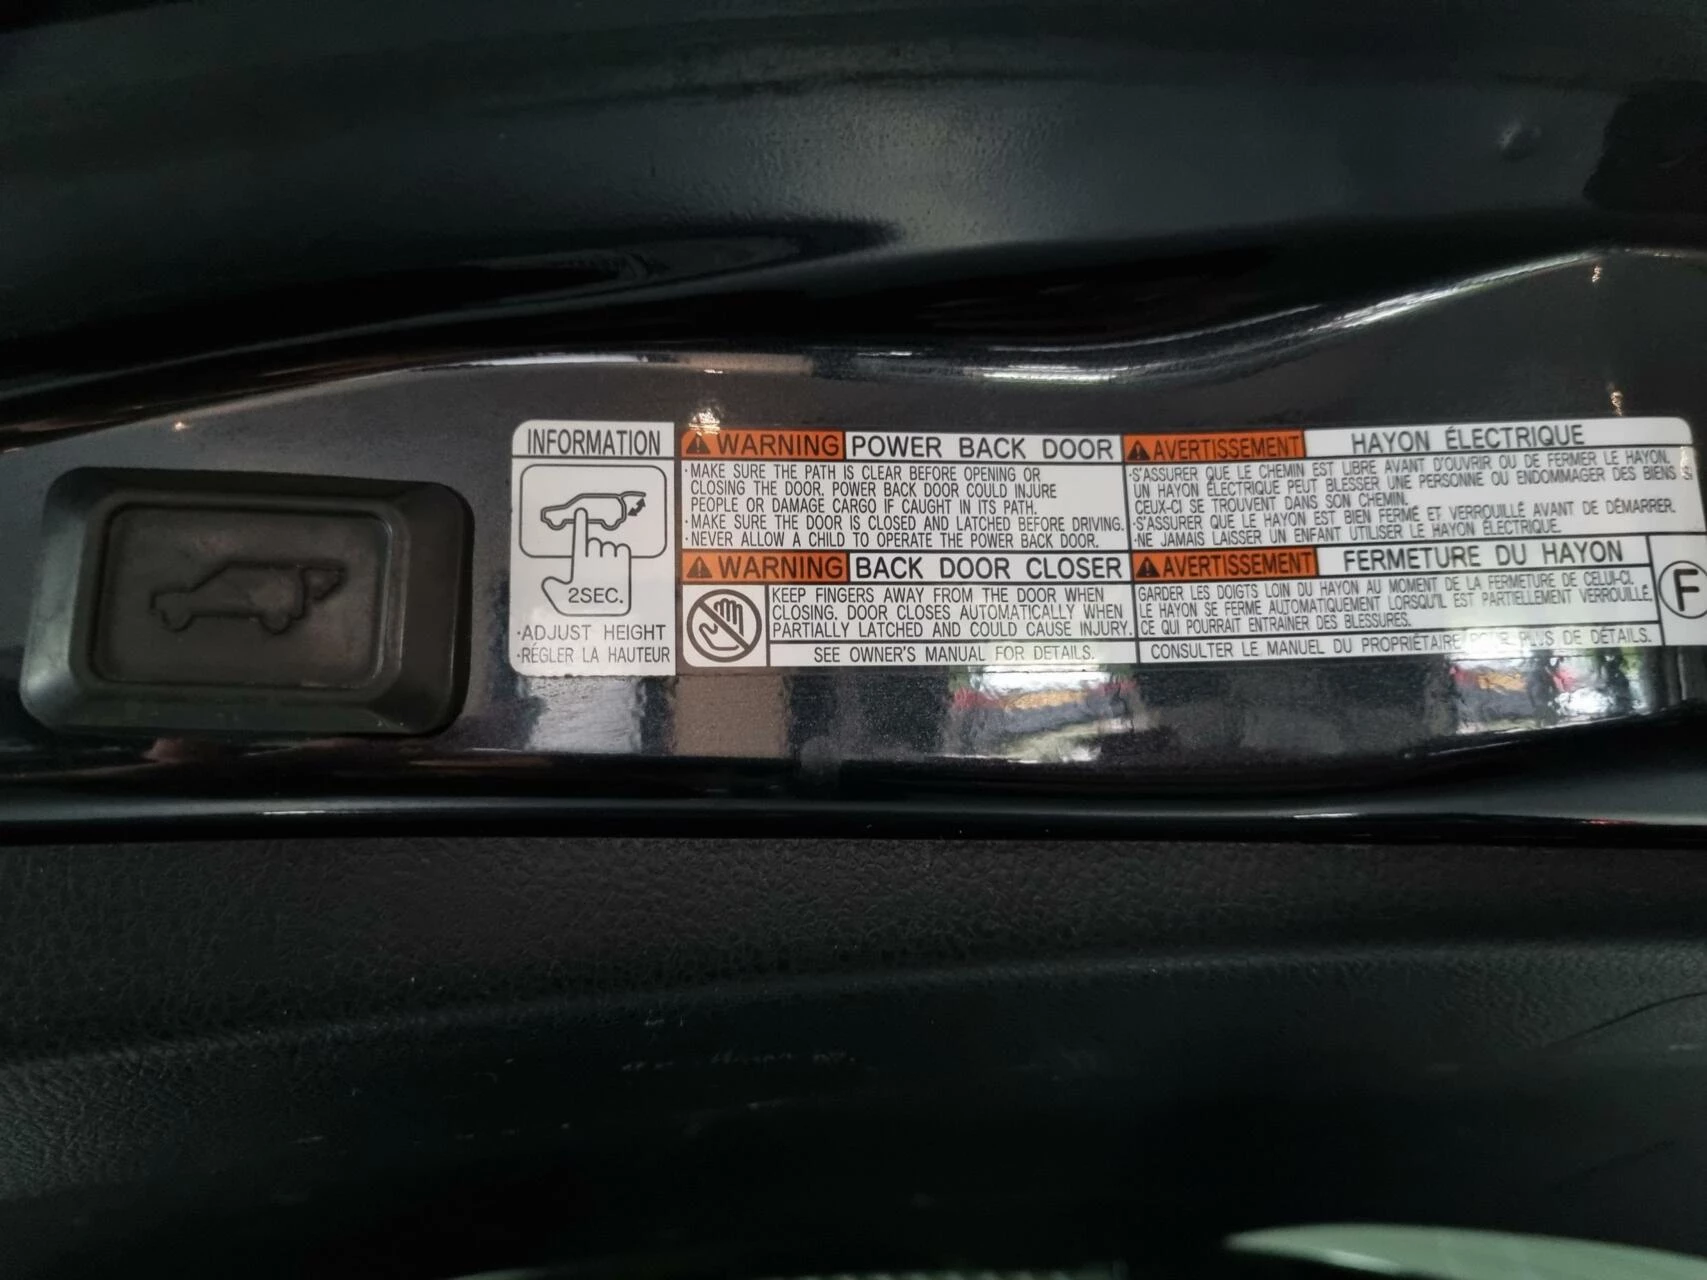 INFORMATION
2SEC.
·ADJUST HEIGHT
·RÉGLER LA HAUTEUR
WARNING POWER BACK DOOR
·MAKE SURE THE PATH IS CLEAR BEFORE OPENING OR
CLOSING THE DOOR. POWER BACK DOOR COULD INJURE
PEOPLE OR DAMAGE CARGO IF CAUGHT IN ITS PATH.
·MAKE SURE THE DOOR IS CLOSED AND LATCHED BEFORE DRIVING.
·NEVER ALLOW A CHILD TO OPERATE THE POWER BACK DOOR.
WARNING BACK DOOR CLOSER
KEEP FINGERS AWAY FROM THE DOOR WHEN
CLOSING. DOOR CLOSES AUTOMATICALLY WHEN
PARTIALLY LATCHED AND COULD CAUSE INJURY.
SEE OWNER'S MANUAL FOR DETAILS.
AVERTISSEMENT HAYON ÉLECTRIQUE
·S'ASSURER QUE LE CHEMIN EST LIBRE AVANT D'OUVRIR OU DE FERMER LE HAYON.
UN HAYON ÉLECTRIQUE PEUT BLESSER UNE PERSONNE OU ENDOMMAGER DES BIENS SI
CEUX-CI SE TROUVENT DANS SON CHEMIN.
·S'ASSURER QUE LE HAYON EST BIEN FERMÉ ET VERROUILLÉ AVANT DE DÉMARRER.
·NE JAMAIS LAISSER UN ENFANT UTILISER LE HAYON ÉLECTRIQUE.
AVERTISSEMENT FERMETURE DU HAYON
GARDER LES DOIGTS LOIN DU HAYON AU MOMENT DE LA FERMETURE DE CELUI-CI.
LE HAYON SE FERME AUTOMATIQUEMENT LORSQU'IL EST PARTIELLEMENT VERROUILLÉ,
CE QUI POURRAIT ENTRAÎNER DES BLESSURES.
CONSULTER LE MANUEL DU PROPRIÉTAIRE POUR PLUS DE DÉTAILS.
F